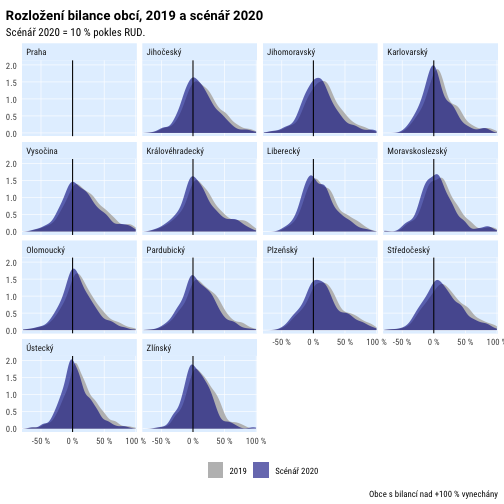 Rozložení bilance obcí, 2019 a scénář 2020
Scénář 2020 = 10 % pokles RUD.
Praha
Jihočeský
Jihomoravský
Karlovarský
2.0
1.5
1.0
0.5
0.0
Vysočina
Královéhradecký
Liberecký
Moravskoslezský
2.0
1.5
1.0
0.5
0.0
Olomoucký
Pardubický
Plzeňský
Středočeský
2.0
1.5
1.0
0.5
0.0
-50 % 0 % 50 % 100 % -50 % 0 % 50 % 100 %
Ústecký
Zlínský
2.0
1.5
1.0
0.5
0.0
-50 % 0 % 50 % 100 % -50 % 0 % 50 % 100 %
2019
Scénář 2020
Obce s bilancí nad +100 % vynechány